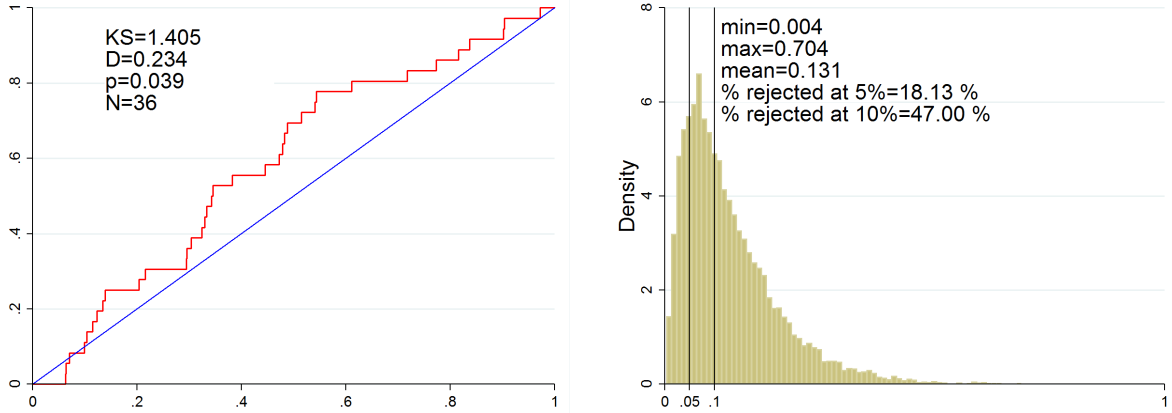 KS=1.405
D=0.234
p=0.039
N=36
1
.8
.6
.4
.2
0
0 .2 .4 .6 .8 1
min=0.004
max=0.704
mean=0.131
% rejected at 5%=18.13 %
% rejected at 10%=47.00 %
Density
8
6
4
2
0
0 .05 .1 1